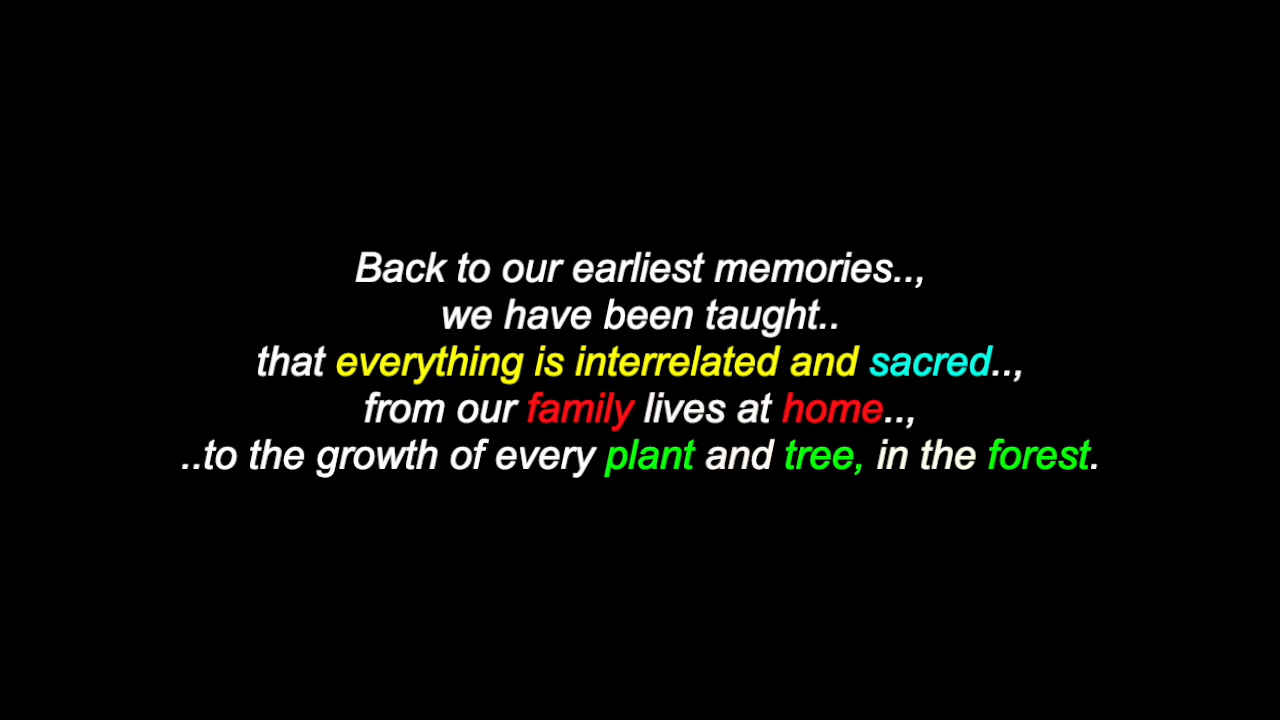 Back to our earliest memories..,
we have been taught..
that everything is interrelated and sacred..,
from our family lives at home..,
..to the growth of every plant and tree, in the forest.